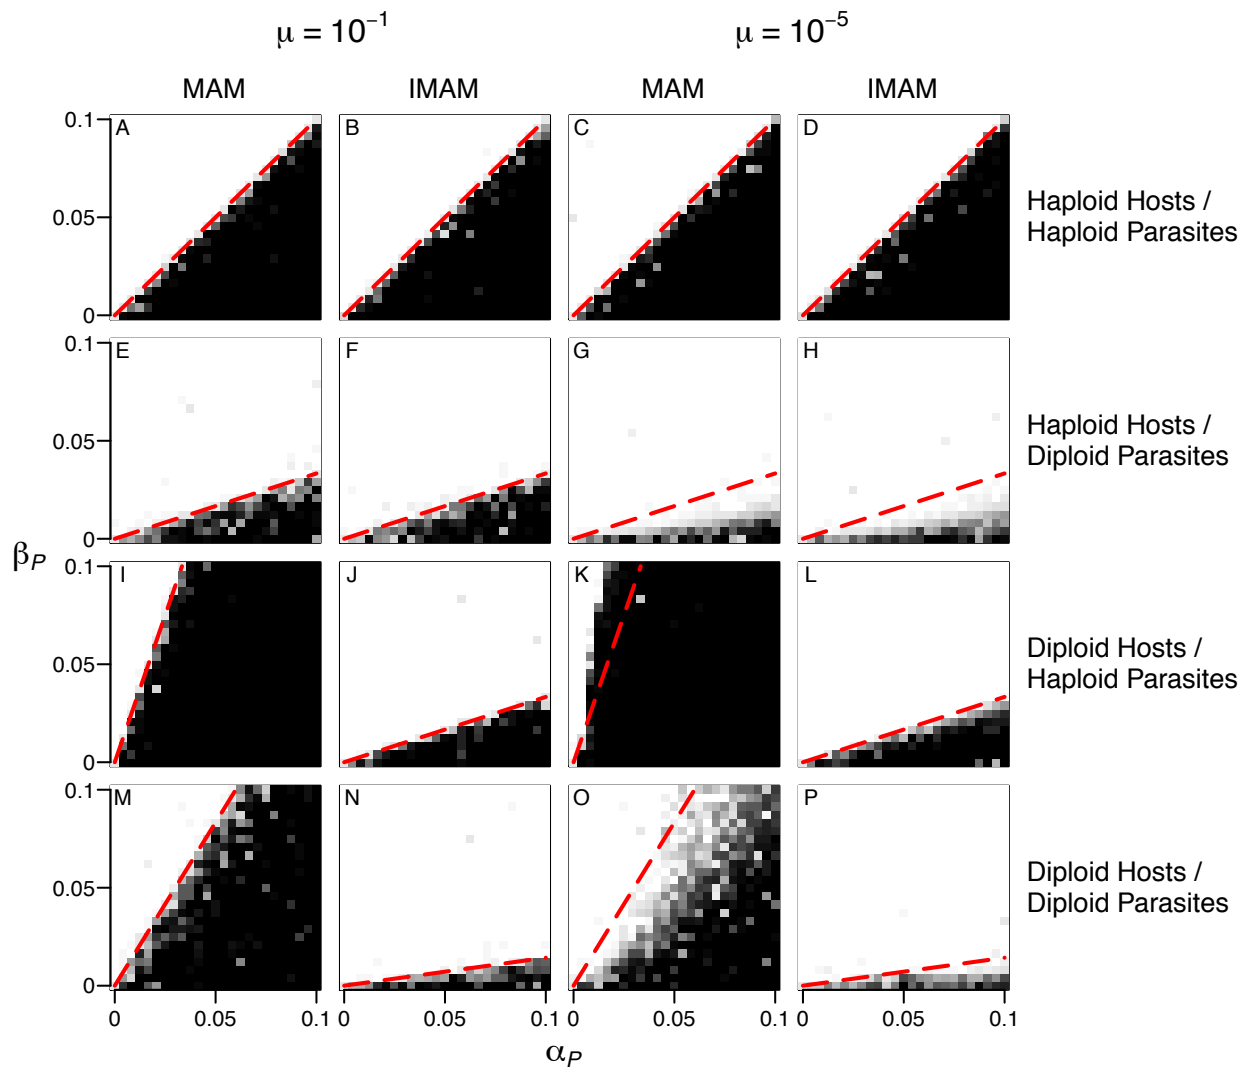 μ = 10⁻¹ μ = 10⁻⁵
MAM IMAM MAM IMAM
0.1 A B C D
0.05
0
Haploid Hosts /
Haploid Parasites
0.1 E F G H
0.05
0
Haploid Hosts /
Diploid Parasites
βP
0.1 I J K L
0.05
0
Diploid Hosts /
Haploid Parasites
0.1 M N O P
0.05
0
Diploid Hosts /
Diploid Parasites
0 0.05 0.1 0 0.05 0.1 0 0.05 0.1 0 0.05 0.1
αP